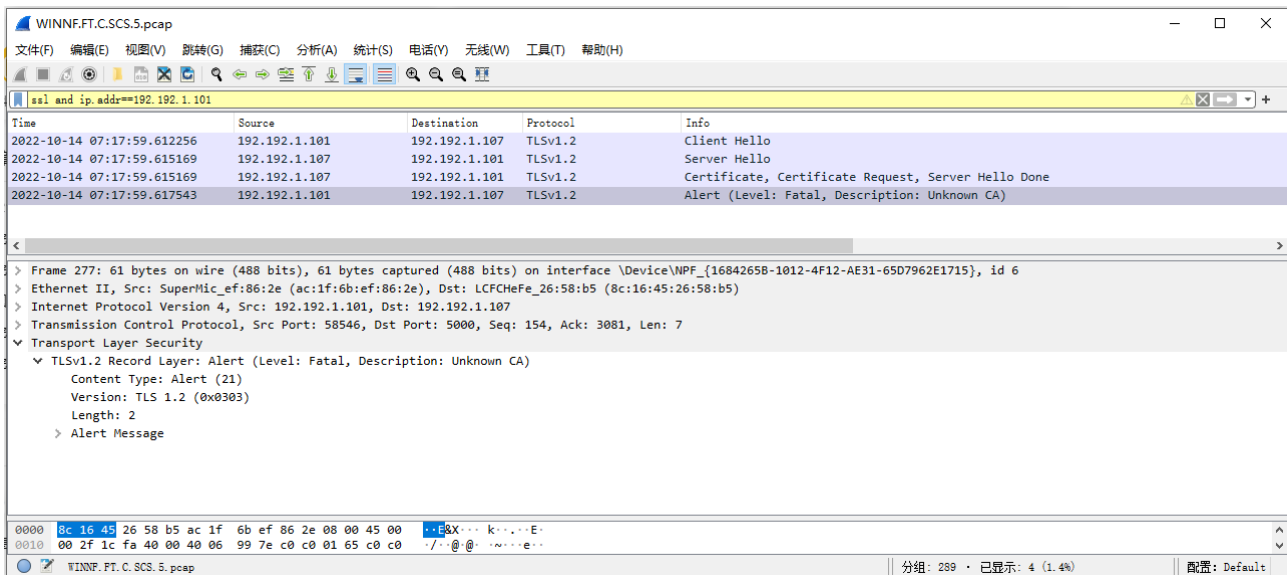 WINNF.FT.C.SCS.5.pcap
文件(F) 编辑(E) 视图(V) 跳转(G) 捕获(C) 分析(A) 统计(S) 电话(Y) 无线(W) 工具(T) 帮助(H)
ssl and ip.addr==192.192.1.101
Time Source Destination Protocol Info
2022-10-14 07:17:59.612256 192.192.1.101 192.192.1.107 TLSv1.2 Client Hello
2022-10-14 07:17:59.615169 192.192.1.107 192.192.1.101 TLSv1.2 Server Hello
2022-10-14 07:17:59.615169 192.192.1.107 192.192.1.101 TLSv1.2 Certificate, Certificate Request, Server Hello Done
2022-10-14 07:17:59.617543 192.192.1.101 192.192.1.107 TLSv1.2 Alert (Level: Fatal, Description: Unknown CA)
Frame 277: 61 bytes on wire (488 bits), 61 bytes captured (488 bits) on interface \Device\NPF_{1684265B-1012-4F12-AE31-65D7962E1715}, id 6
Ethernet II, Src: SuperMic_ef:86:2e (ac:1f:6b:ef:86:2e), Dst: LCFCHeFe_26:58:b5 (8c:16:45:26:58:b5)
Internet Protocol Version 4, Src: 192.192.1.101, Dst: 192.192.1.107
Transmission Control Protocol, Src Port: 58546, Dst Port: 5000, Seq: 154, Ack: 3081, Len: 7
Transport Layer Security
TLSv1.2 Record Layer: Alert (Level: Fatal, Description: Unknown CA)
Content Type: Alert (21)
Version: TLS 1.2 (0x0303)
Length: 2
Alert Message
0000 8c 16 45 26 58 b5 ac 1f 6b ef 86 2e 08 00 45 00 ··E&X··· k··.··E·
0010 00 2f 1c fa 40 00 40 06 99 7e c0 c0 01 65 c0 c0 ·/··@·@· ·~···e··
WINNF.FT.C.SCS.5.pcap 分组: 289 · 已显示: 4 (1.4%) 配置: Default